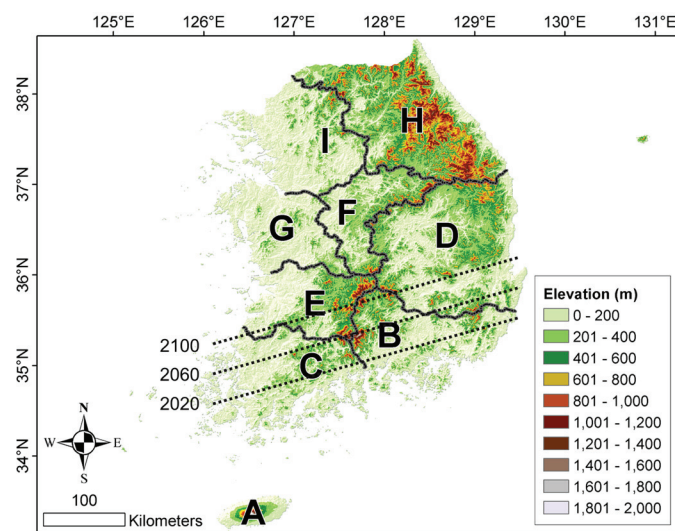 125°E 126°E 127°E 128°E 129°E 130°E 131°E
38°N
37°N
36°N
35°N
34°N
H
I
F
G
D
E
B
C
A
2100
2060
2020
N
W E
S
100
Kilometers
Elevation (m)
0 - 200
201 - 400
401 - 600
601 - 800
801 - 1,000
1,001 - 1,200
1,201 - 1,400
1,401 - 1,600
1,601 - 1,800
1,801 - 2,000